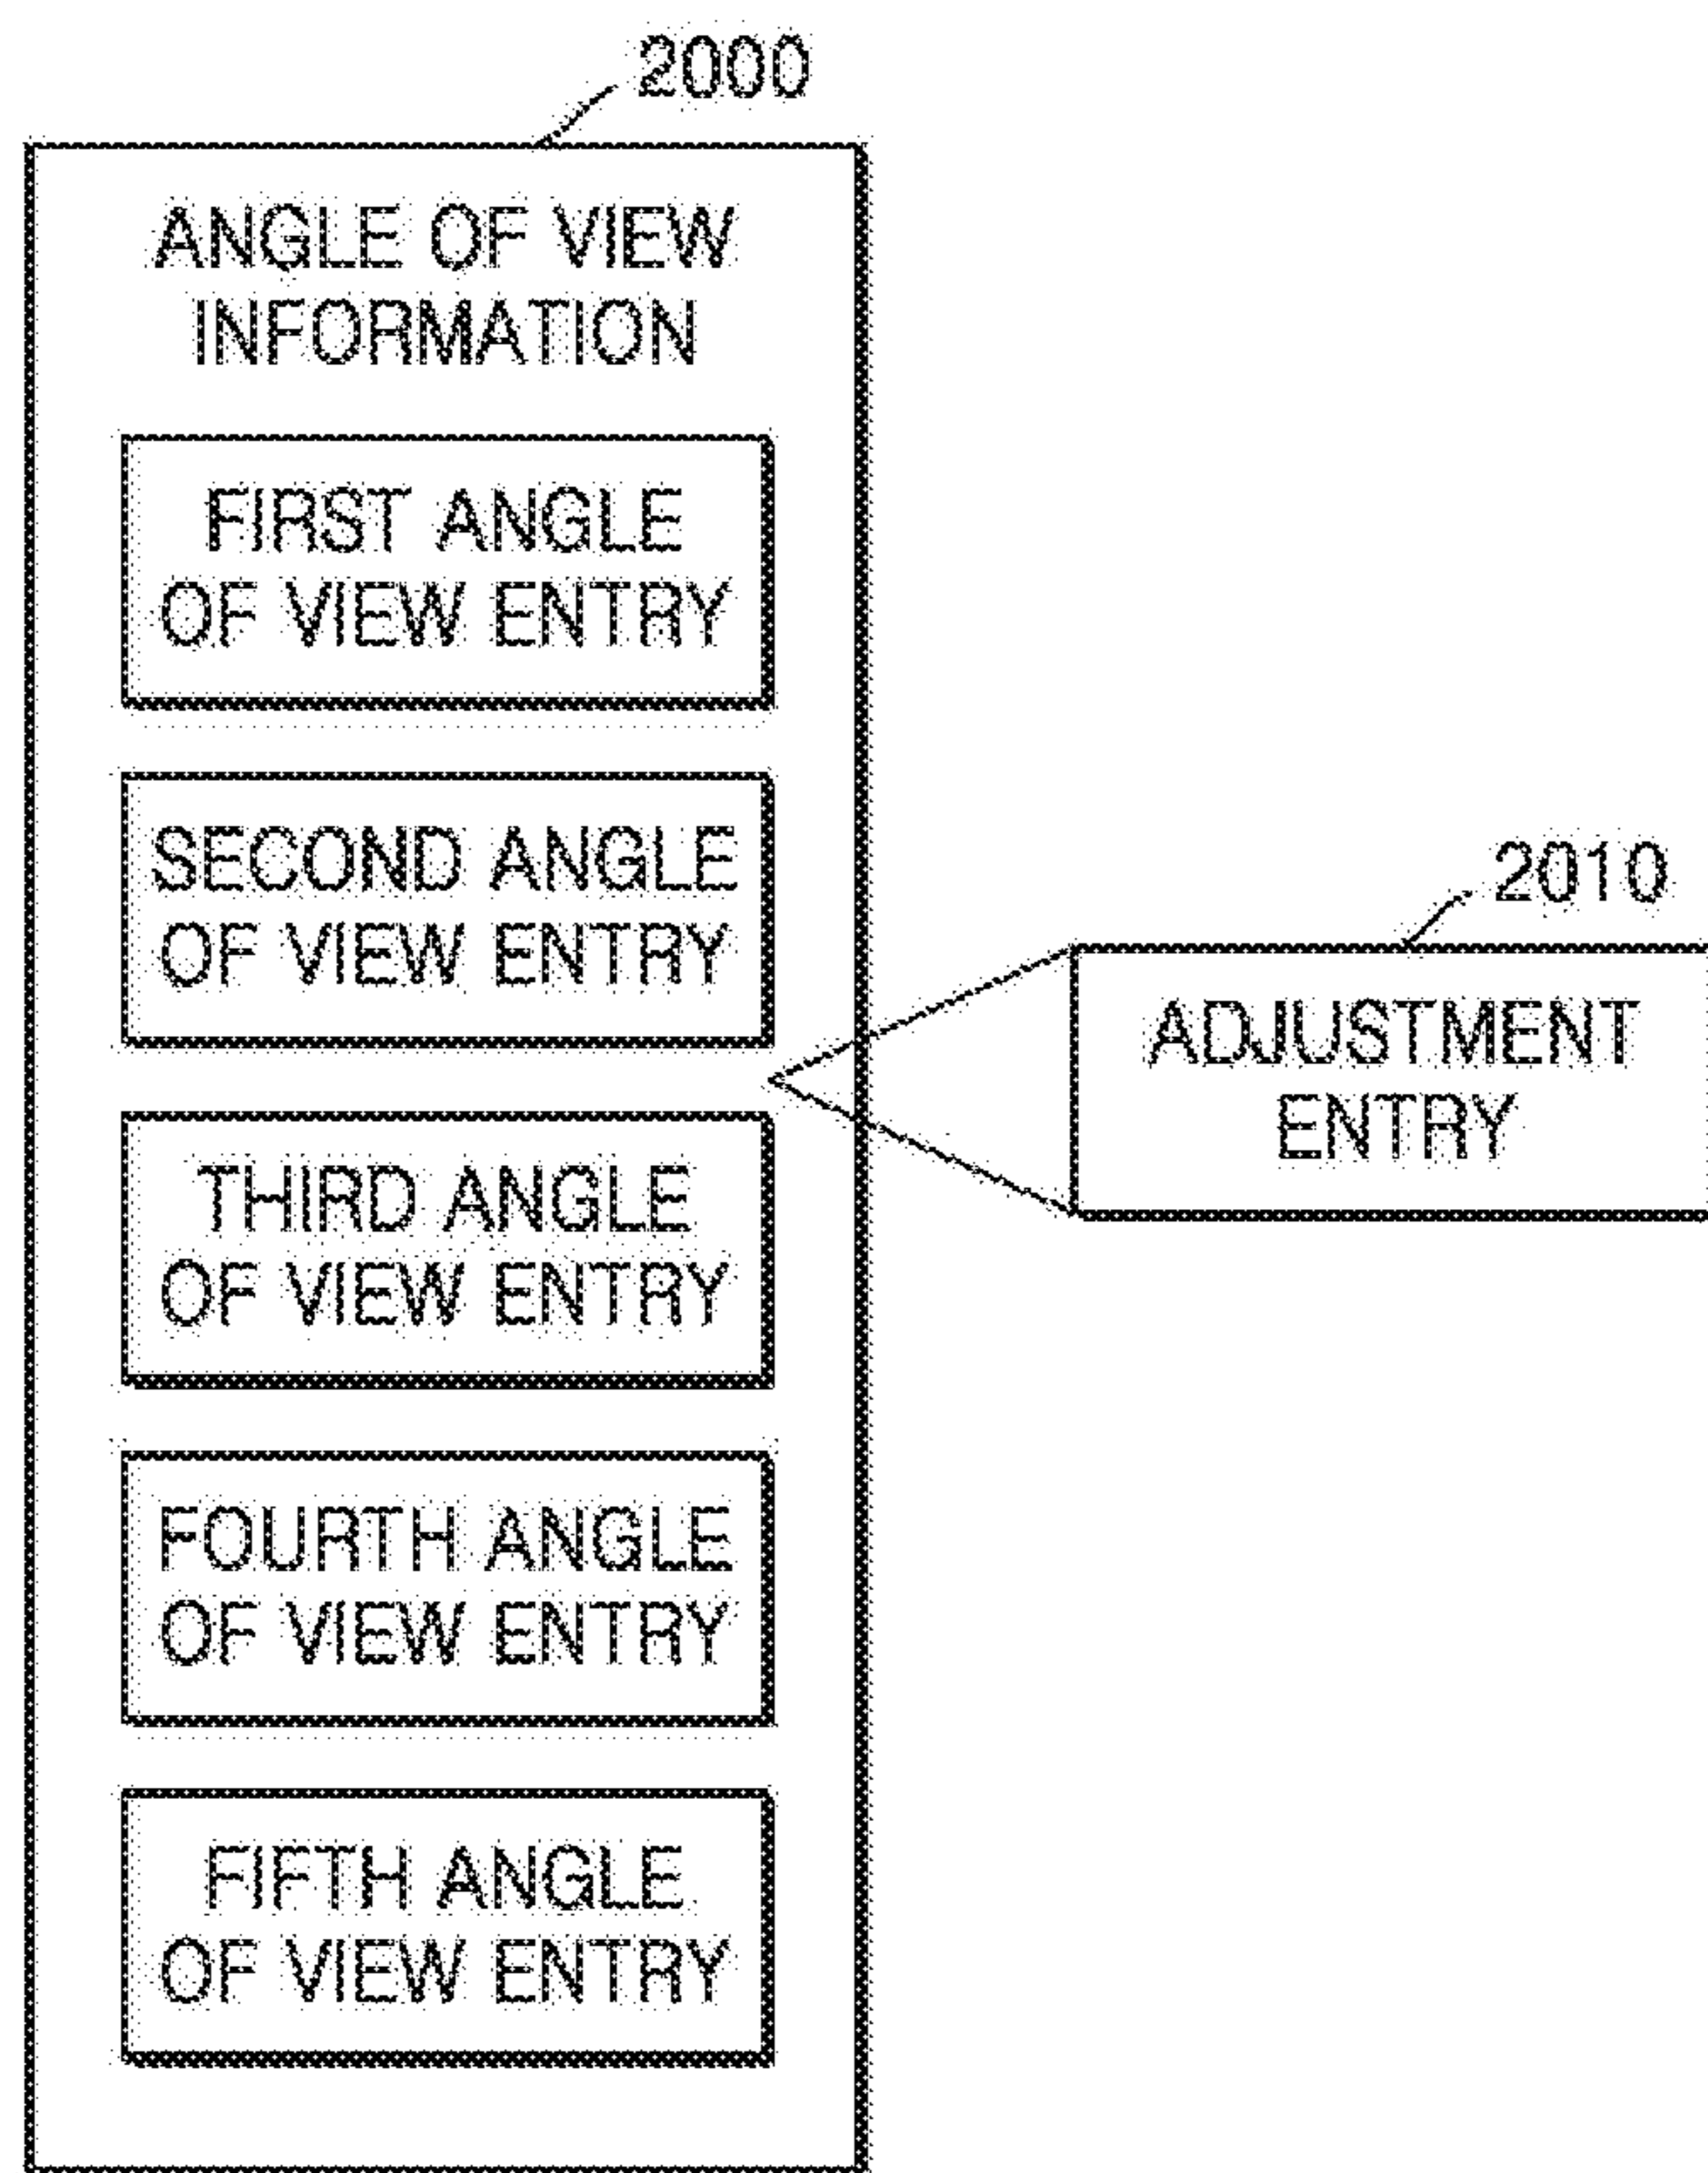 2000
ANGLE OF VIEW
INFORMATION
FIRST ANGLE
OF VIEW ENTRY
SECOND ANGLE
OF VIEW ENTRY
2010
ADJUSTMENT
ENTRY
THIRD ANGLE
OF VIEW ENTRY
FOURTH ANGLE
OF VIEW ENTRY
FIFTH ANGLE
OF VIEW ENTRY